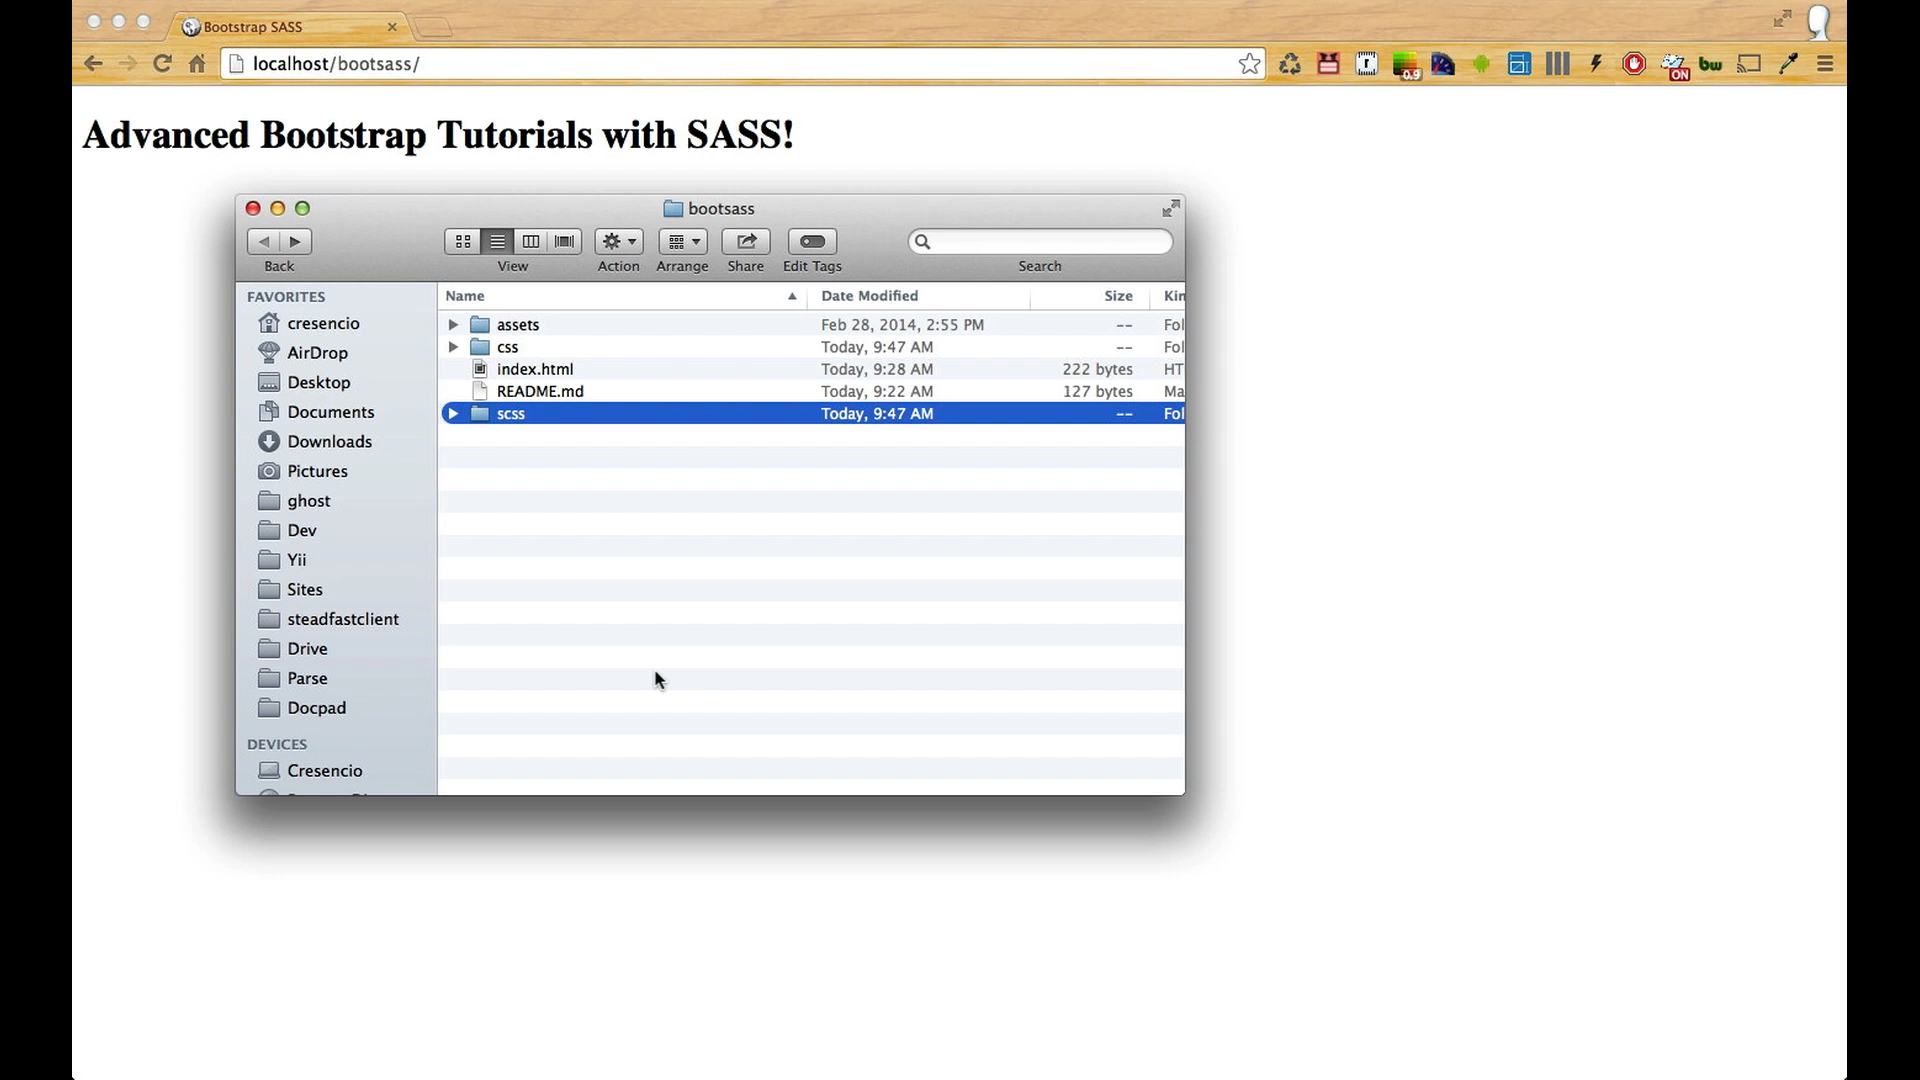 Bootstrap SASS
localhost/bootsass/
0.9
ON
bw
Advanced Bootstrap Tutorials with SASS!
bootsass
Back
View
Action
Arrange
Share
Edit Tags
Search
FAVORITES
cresencio
AirDrop
Desktop
Documents
Downloads
Pictures
ghost
Dev
Yii
Sites
steadfastclient
Drive
Parse
Docpad
DEVICES
Cresencio
Name Date Modified Size Kin
assets Feb 28, 2014, 2:55 PM -- Fol
css Today, 9:47 AM -- Fol
index.html Today, 9:28 AM 222 bytes HT
README.md Today, 9:22 AM 127 bytes Ma
scss Today, 9:47 AM -- Fol